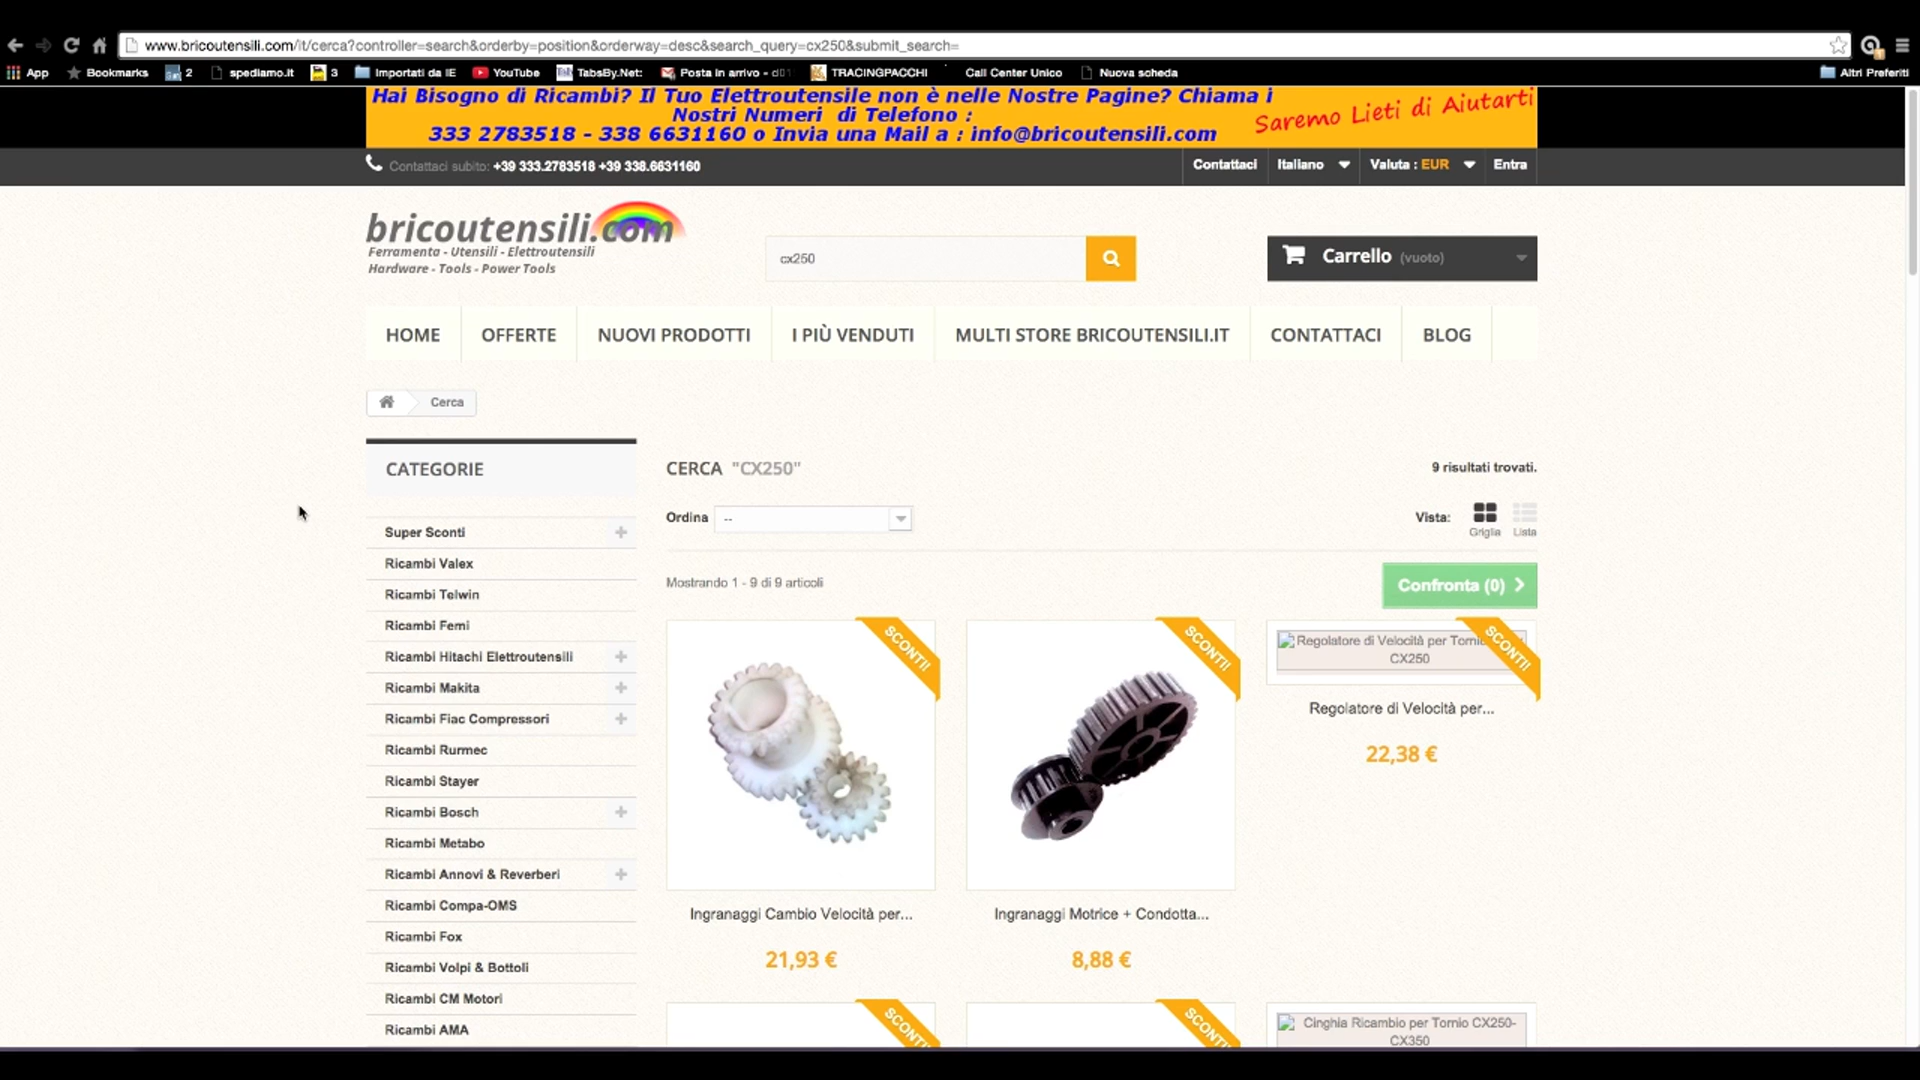 www.bricoutensili.com/it/cerca?controller=search&orderby=position&orderway=desc&search_query=cx250&submit_search=
App Bookmarks 2 spediamo.it 3 Importati da IE YouTube TabsBy.Net: Posta in arrivo - TRACINGPACCHI Call Center Unico Nuova scheda Altri Preferiti
Hai Bisogno di Ricambi? Il Tuo Elettroutensile non è nelle Nostre Pagine? Chiama i
Nostri Numeri di Telefono :
333 2783518 - 338 6631160 o Invia una Mail a : info@bricoutensili.com
Saremo Lieti di Aiutarti
Contattaci subito: +39 333.2783518 +39 338.6631160
Contattaci Italiano Valuta : EUR Entra
bricoutensili.com
Ferramenta - Utensili - Elettroutensili
Hardware - Tools - Power Tools
cx250
Carrello (vuoto)
HOME OFFERTE NUOVI PRODOTTI I PIÙ VENDUTI MULTI STORE BRICOUTENSILI.IT CONTATTACI BLOG
Cerca
CATEGORIE
Super Sconti
Ricambi Valex
Ricambi Telwin
Ricambi Femi
Ricambi Hitachi Elettroutensili
Ricambi Makita
Ricambi Fiac Compressori
Ricambi Rurmec
Ricambi Stayer
Ricambi Bosch
Ricambi Metabo
Ricambi Annovi & Reverberi
Ricambi Compa-OMS
Ricambi Fox
Ricambi Volpi & Bottoli
Ricambi CM Motori
Ricambi AMA
CERCA "CX250"
9 risultati trovati.
Ordina --
Vista: Griglia Lista
Mostrando 1 - 9 di 9 articoli
Confronta (0)
SCONTI!
Ingranaggi Cambio Velocità per...
21,93 €
SCONTI!
Ingranaggi Motrice + Condotta...
8,88 €
Regolatore di Velocità per Tornio
CX250
SCONTI!
Regolatore di Velocità per...
22,38 €
SCONTI!
SCONTI!
Cinghia Ricambio per Tornio CX250-
CX350